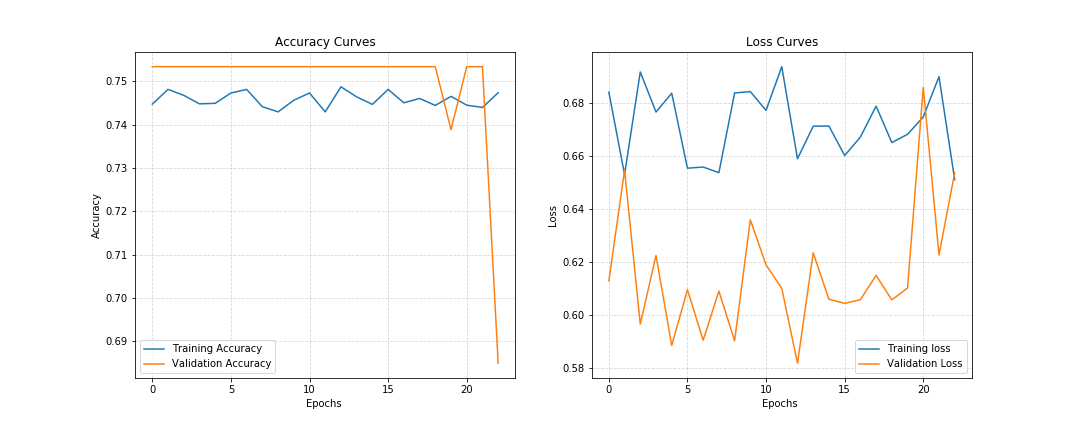 Accuracy Curves
Accuracy
0.75
0.74
0.73
0.72
0.71
0.70
0.69
0
5
10
15
20
Epochs
Training Accuracy
Validation Accuracy
Loss Curves
Loss
0.68
0.66
0.64
0.62
0.60
0.58
0
5
10
15
20
Epochs
Training loss
Validation Loss